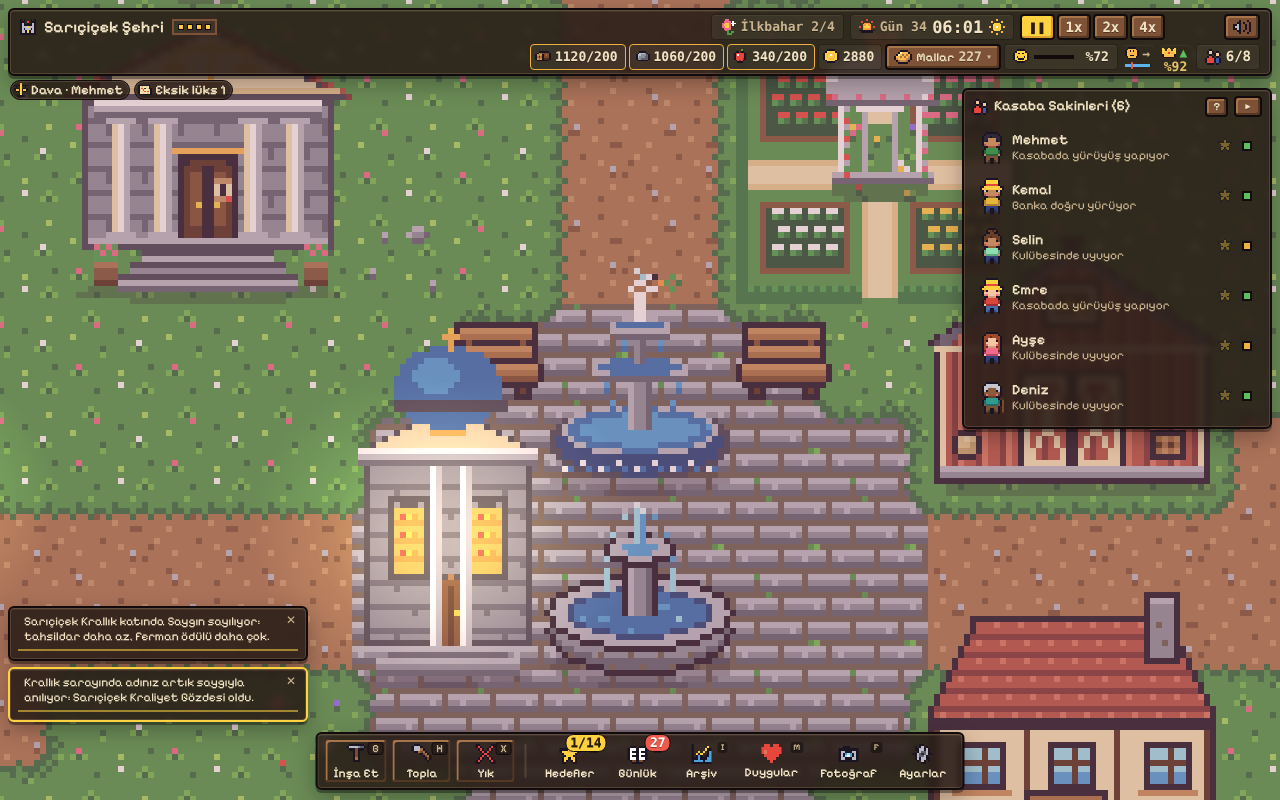 Sarıçiçek Şehri
İlkbahar 2/4
Gün 34 06:01
1x
2x
4x
1120/200
1060/200
340/200
2880
Mallar 227
%72
%92
6/8
Dava · Mehmet
Eksik lüks 1
Kasaba Sakinleri (6)
?
Mehmet
Kasabada yürüyüş yapıyor
Kemal
Banka doğru yürüyor
Selin
Kulübesinde uyuyor
Emre
Kasabada yürüyüş yapıyor
Ayşe
Kulübesinde uyuyor
Deniz
Kulübesinde uyuyor
Sarıçiçek Krallık katında Saygın sayılıyor:
tahsildar daha az, ferman ödülü daha çok.
Krallık sarayında adınız artık saygıyla
anılıyor: Sarıçiçek Kraliyet Gözdesi oldu.
İnşa Et
Topla
H
Yık
X
Hedefler
1/14
Günlük
27
Arşiv
I
Duygular
M
Fotoğraf
F
Ayarlar